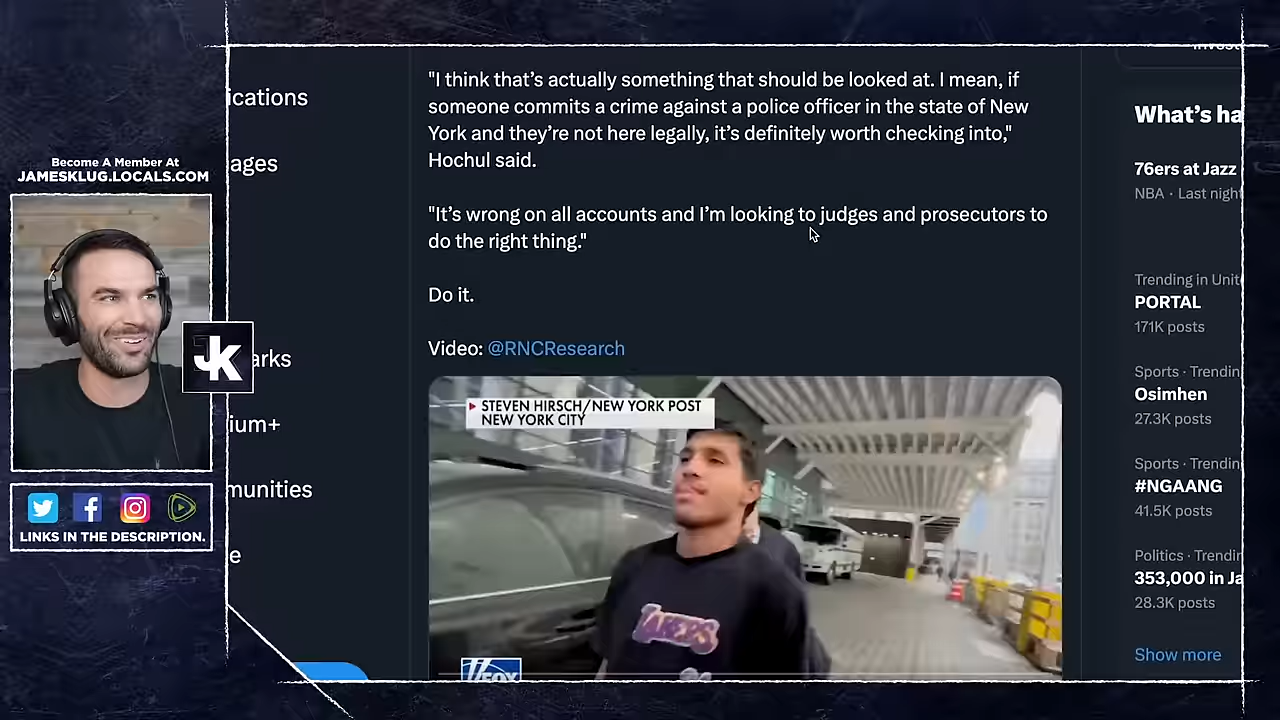 Become A Member At
JAMESKLUG.LOCALS.COM
JK
LINKS IN THE DESCRIPTION.
ications
ages
arks
ium+
munities
e
"I think that’s actually something that should be looked at. I mean, if
someone commits a crime against a police officer in the state of New
York and they’re not here legally, it’s definitely worth checking into,"
Hochul said.
"It’s wrong on all accounts and I’m looking to judges and prosecutors to
do the right thing."
Do it.
Video: @RNCResearch
STEVEN HIRSCH/NEW YORK POST
NEW YORK CITY
LAKERS
FOX
What’s ha
76ers at Jazz
NBA · Last night
Trending in Unit
PORTAL
171K posts
Sports · Trendin
Osimhen
27.3K posts
Sports · Trendin
#NGAANG
41.5K posts
Politics · Trendin
353,000 in Ja
28.3K posts
Show more